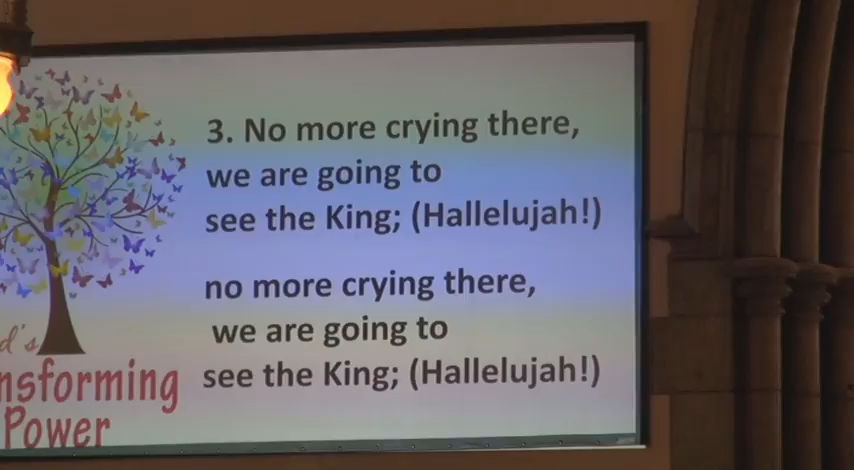 3. No more crying there,
we are going to
see the King; (Hallelujah!)
no more crying there,
we are going to
see the King; (Hallelujah!)
d's
nsforming
Power